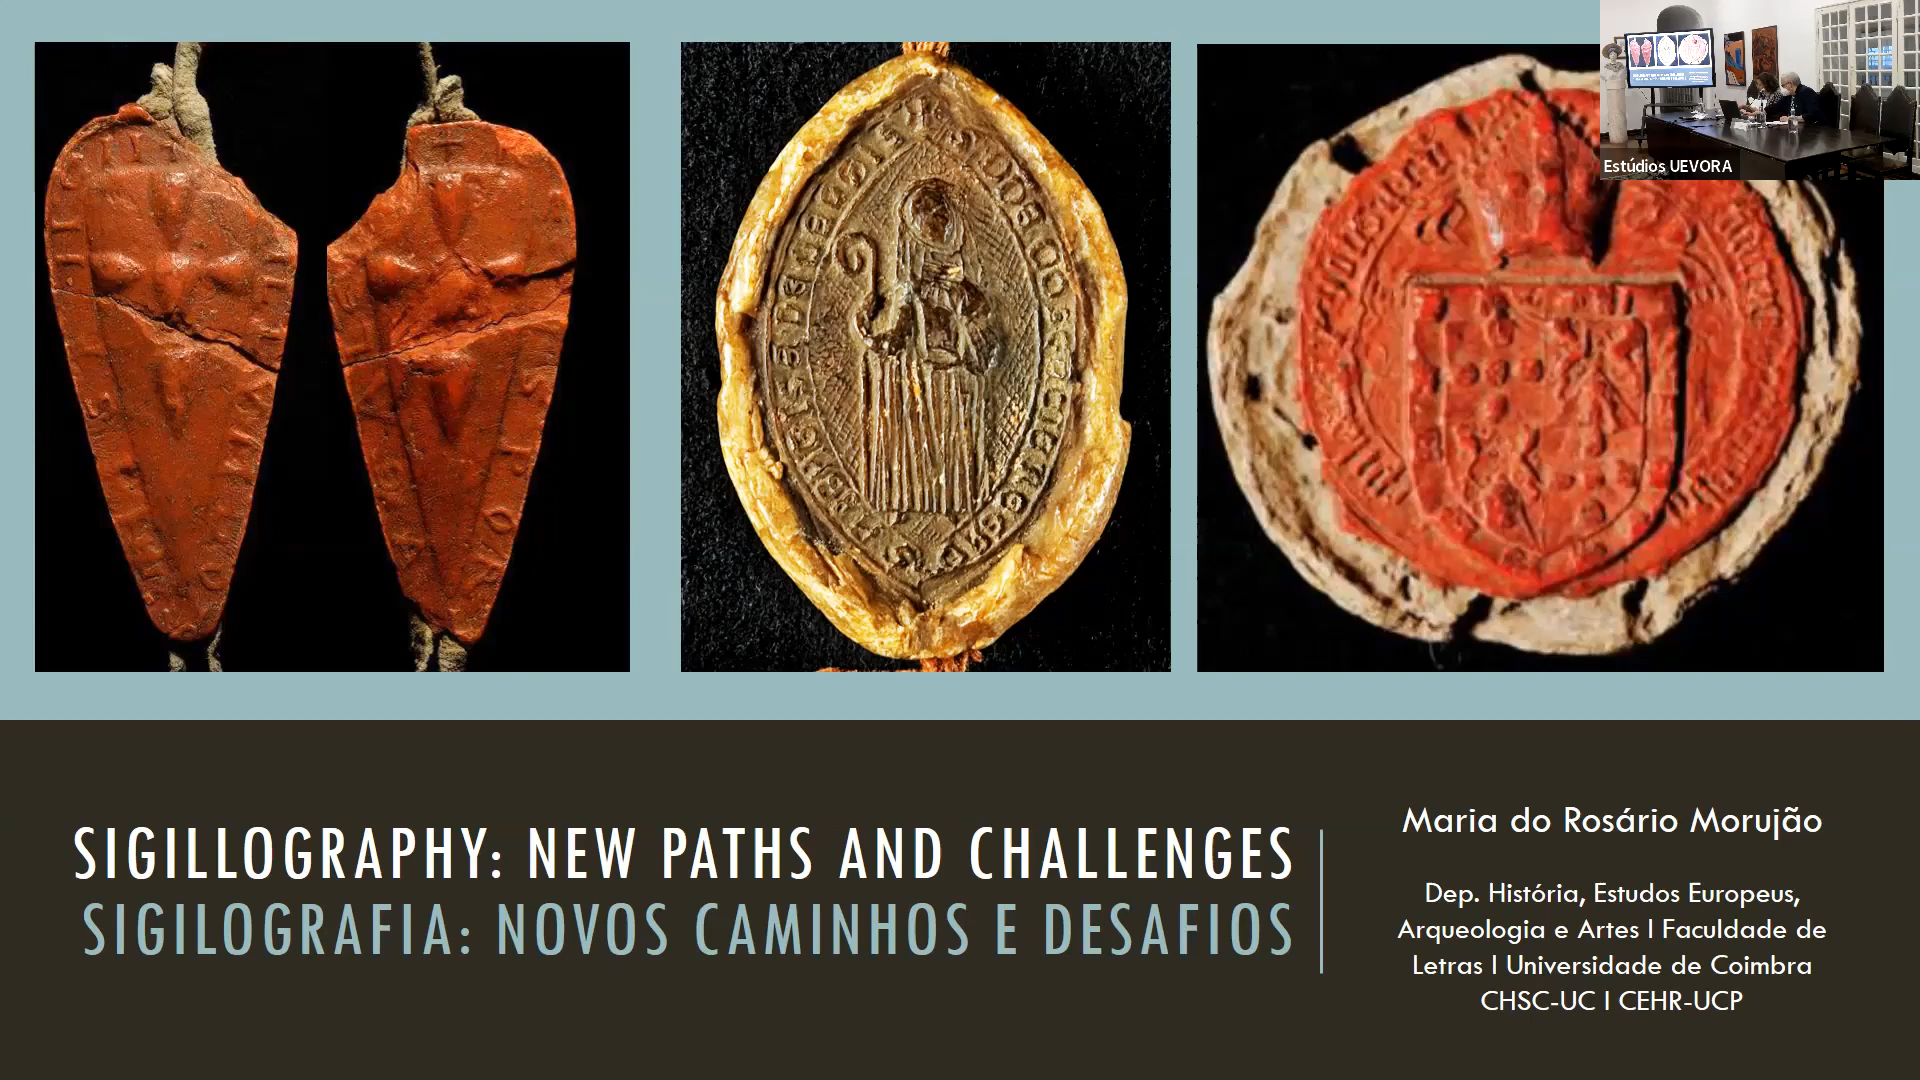 Estúdios UEVORA
SIGILLOGRAPHY: NEW PATHS AND CHALLENGES
SIGILOGRAFIA: NOVOS CAMINHOS E DESAFIOS
Maria do Rosário Morujão
Dep. História, Estudos Europeus,
Arqueologia e Artes I Faculdade de
Letras I Universidade de Coimbra
CHSC-UC I CEHR-UCP